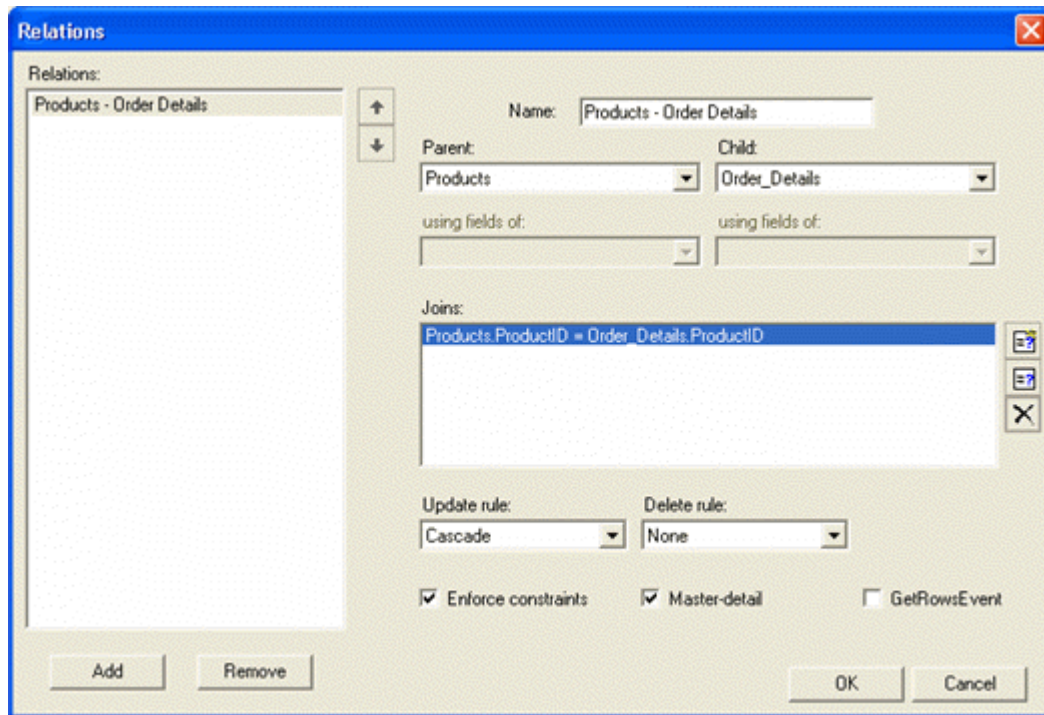 Relations
Relations:
Products - Order Details
Name: Products - Order Details
Parent: Child:
Products Order_Details
using fields of: using fields of:
Joins:
Products.ProductID = Order_Details.ProductID
Update rule: Delete rule:
Cascade None
Enforce constraints Master-detail GetRowsEvent
Add Remove
OK Cancel